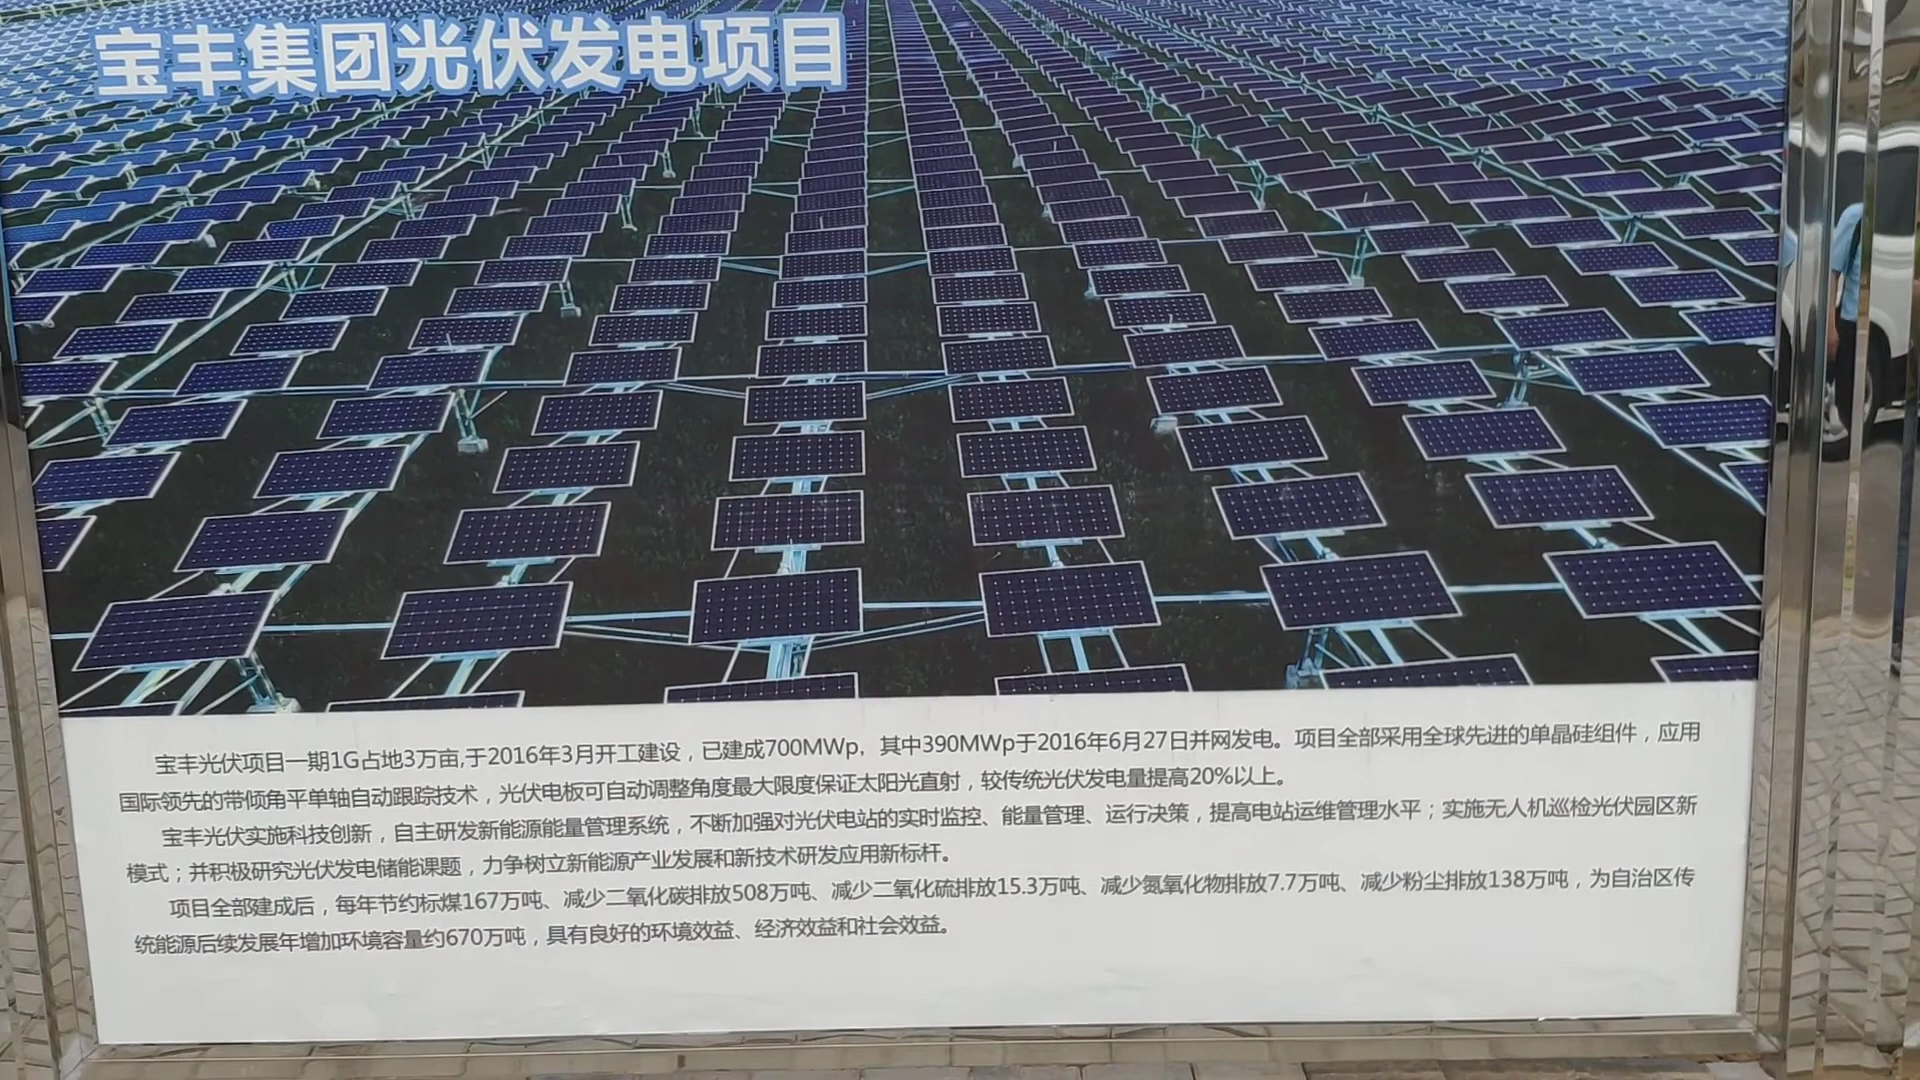 宝丰集团光伏发电项目
宝丰光伏项目一期1G占地3万亩,于2016年3月开工建设，已建成700MWp，其中390MWp于2016年6月27日并网发电。项目全部采用全球先进的单晶硅组件，应用
国际领先的带倾角平单轴自动跟踪技术，光伏电板可自动调整角度最大限度保证太阳光直射，较传统光伏发电量提高20%以上。
宝丰光伏实施科技创新，自主研发新能源能量管理系统，不断加强对光伏电站的实时监控、能量管理、运行决策，提高电站运维管理水平；实施无人机巡检光伏园区新
模式；并积极研究光伏发电储能课题，力争树立新能源产业发展和新技术研发应用新标杆。
项目全部建成后，每年节约标煤167万吨、减少二氧化碳排放508万吨、减少二氧化硫排放15.3万吨、减少氮氧化物排放7.7万吨、减少粉尘排放138万吨，为自治区传
统能源后续发展年增加环境容量约670万吨，具有良好的环境效益、经济效益和社会效益。